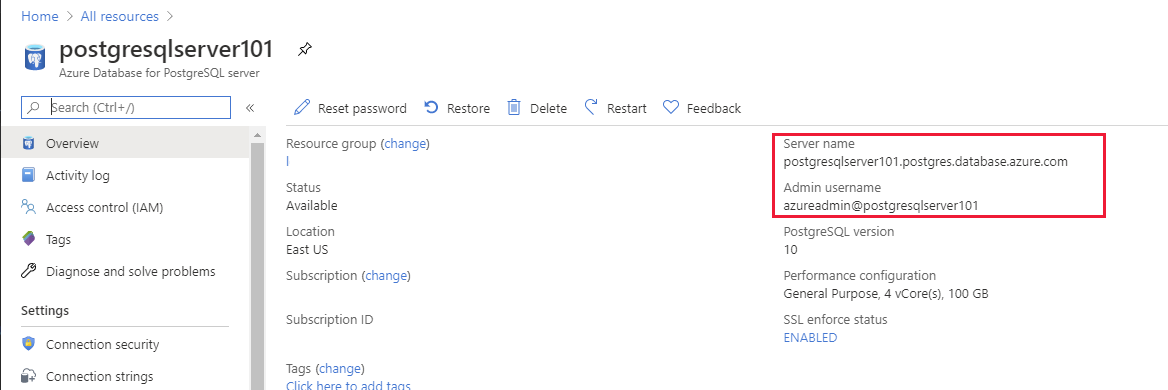 Home > All resources >
postgresqlserver101
Azure Database for PostgreSQL server
Search (Ctrl+/)
«
Reset password
Restore
Delete
Restart
Feedback
Overview
Activity log
Access control (IAM)
Tags
Diagnose and solve problems
Settings
Connection security
Connection strings
Resource group (change)
l
Status
Available
Location
East US
Subscription (change)
Subscription ID
Tags (change)
Click here to add tags
Server name
postgresqlserver101.postgres.database.azure.com
Admin username
azureadmin@postgresqlserver101
PostgreSQL version
10
Performance configuration
General Purpose, 4 vCore(s), 100 GB
SSL enforce status
ENABLED